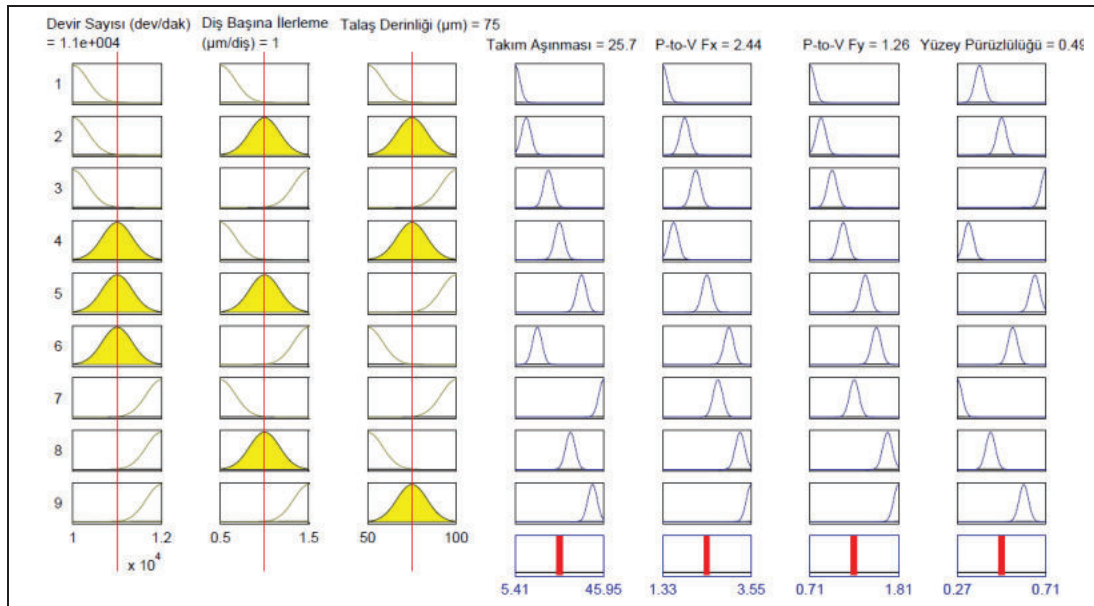 Devir Sayısı (dev/dak) = 1.1e+004
Diş Başına İlerleme (µm/diş) = 1
Talaş Derinliği (µm) = 75
Takım Aşınması = 25.7
P-to-V Fx = 2.44
P-to-V Fy = 1.26
Yüzey Pürüzlülüğü = 0.49
1
2
3
4
5
6
7
8
9
1 1.2
x 10⁴
0.5 1.5
50 100
5.41 45.95
1.33 3.55
0.71 1.81
0.27 0.71